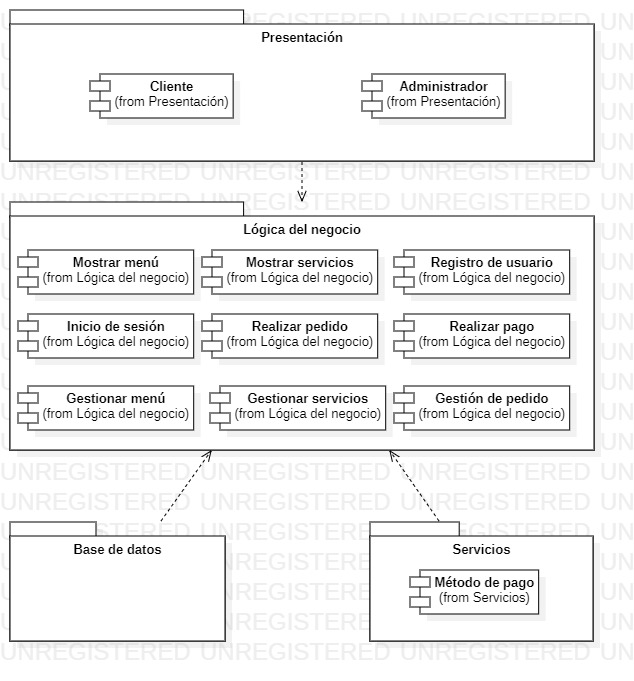 Presentación
Cliente
(from Presentación)
Administrador
(from Presentación)
Lógica del negocio
Mostrar menú
(from Lógica del negocio)
Mostrar servicios
(from Lógica del negocio)
Registro de usuario
(from Lógica del negocio)
Inicio de sesión
(from Lógica del negocio)
Realizar pedido
(from Lógica del negocio)
Realizar pago
(from Lógica del negocio)
Gestionar menú
(from Lógica del negocio)
Gestionar servicios
(from Lógica del negocio)
Gestión de pedido
(from Lógica del negocio)
Base de datos
Servicios
Método de pago
(from Servicios)
UNREGISTERED UNREGISTERED UNREGISTERED UN